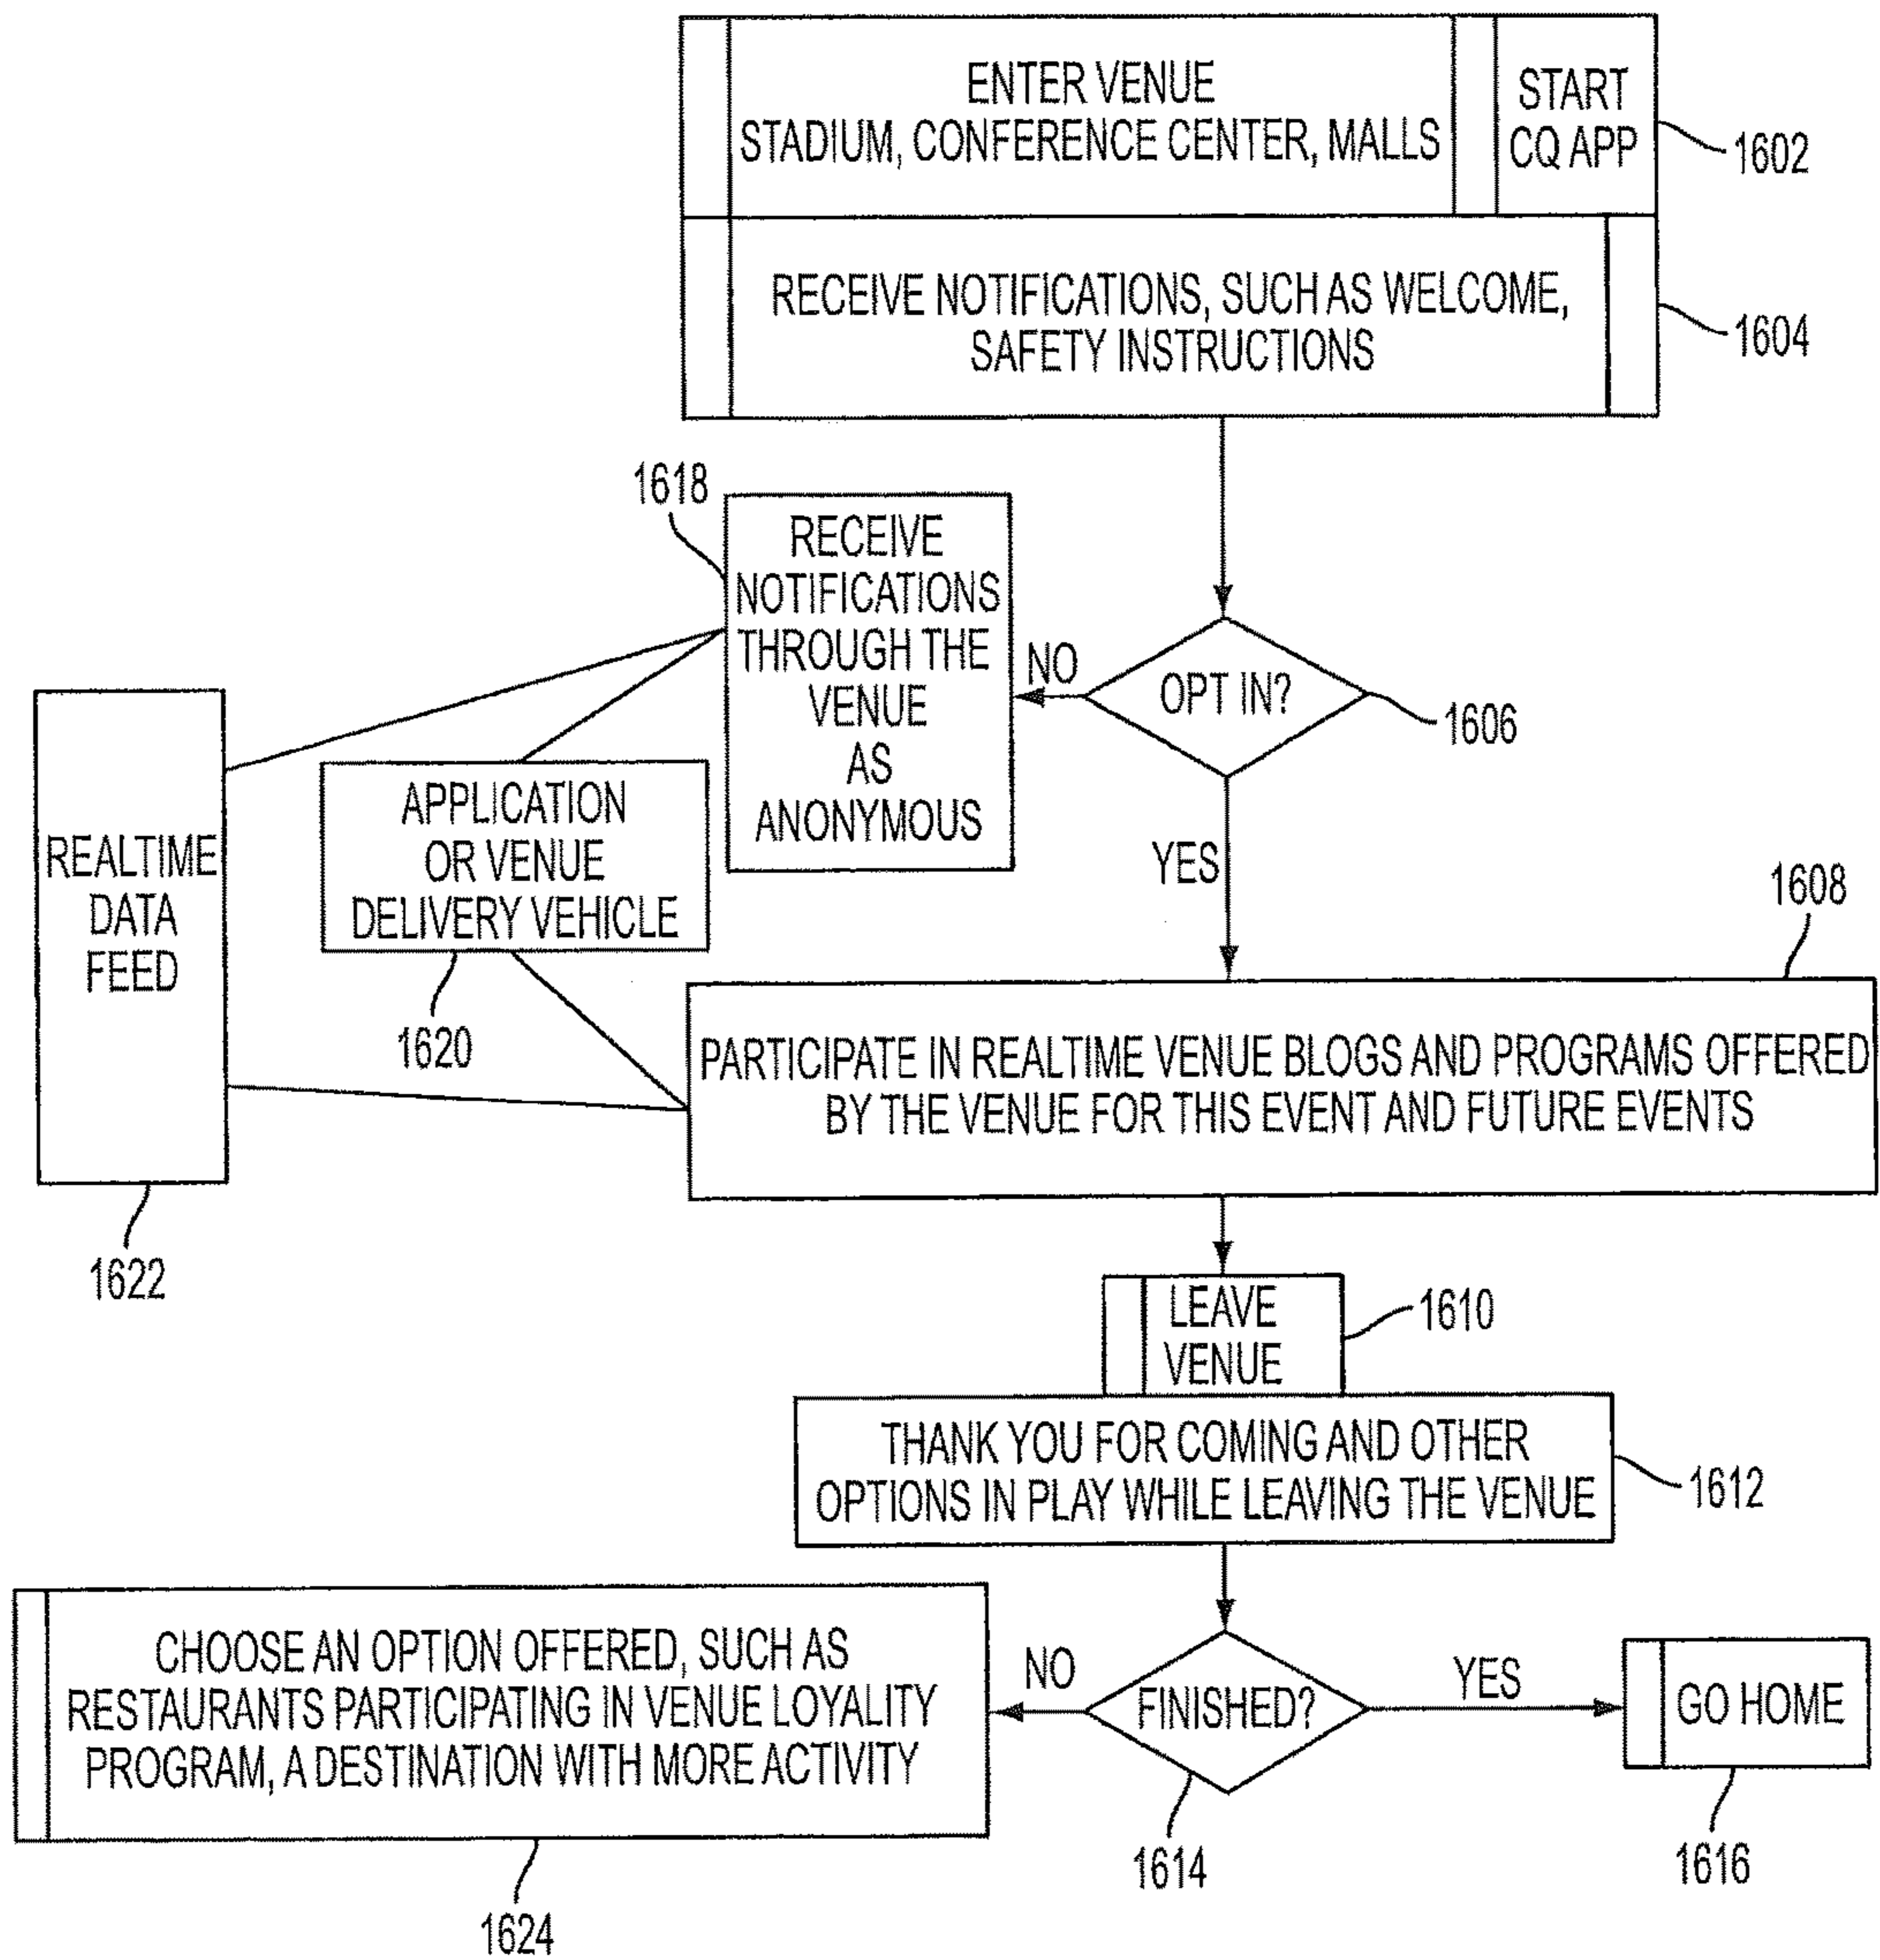 ENTER VENUE
STADIUM, CONFERENCE CENTER, MALLS
START
CQ APP
1602
RECEIVE NOTIFICATIONS, SUCH AS WELCOME,
SAFETY INSTRUCTIONS
1604
1618
RECEIVE
NOTIFICATIONS
THROUGH THE
VENUE
AS
ANONYMOUS
NO
OPT IN?
1606
YES
REALTIME
DATA
FEED
1622
APPLICATION
OR VENUE
DELIVERY VEHICLE
1620
1608
PARTICIPATE IN REALTIME VENUE BLOGS AND PROGRAMS OFFERED
BY THE VENUE FOR THIS EVENT AND FUTURE EVENTS
LEAVE
VENUE
1610
THANK YOU FOR COMING AND OTHER
OPTIONS IN PLAY WHILE LEAVING THE VENUE
1612
CHOOSE AN OPTION OFFERED, SUCH AS
RESTAURANTS PARTICIPATING IN VENUE LOYALITY
PROGRAM, A DESTINATION WITH MORE ACTIVITY
1624
NO
FINISHED?
1614
YES
GO HOME
1616